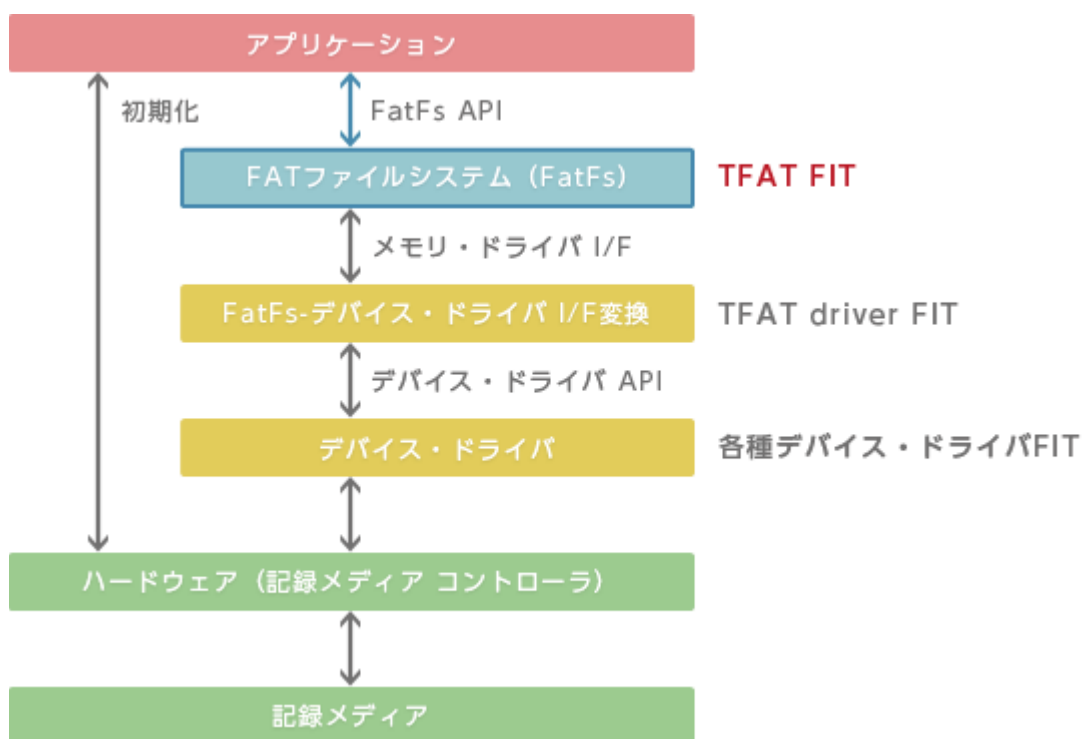 アプリケーション
初期化
FatFs API
FATファイルシステム（FatFs）
TFAT FIT
メモリ・ドライバ I/F
FatFs-デバイス・ドライバ I/F変換
TFAT driver FIT
デバイス・ドライバ API
デバイス・ドライバ
各種デバイス・ドライバFIT
ハードウェア（記録メディア コントローラ）
記録メディア